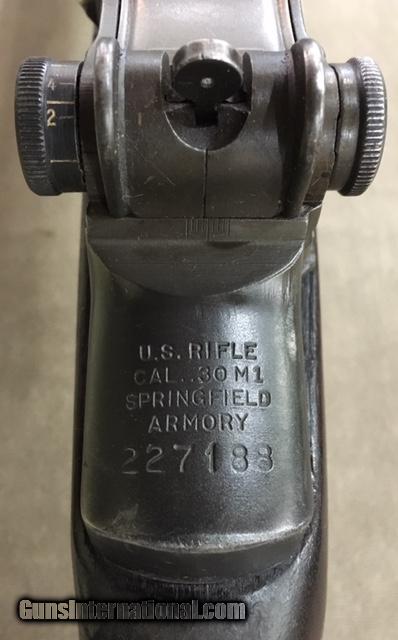 4
2
U.S. RIFLE
CAL..30 M1
SPRINGFIELD
ARMORY
227188
GunsInternational.com